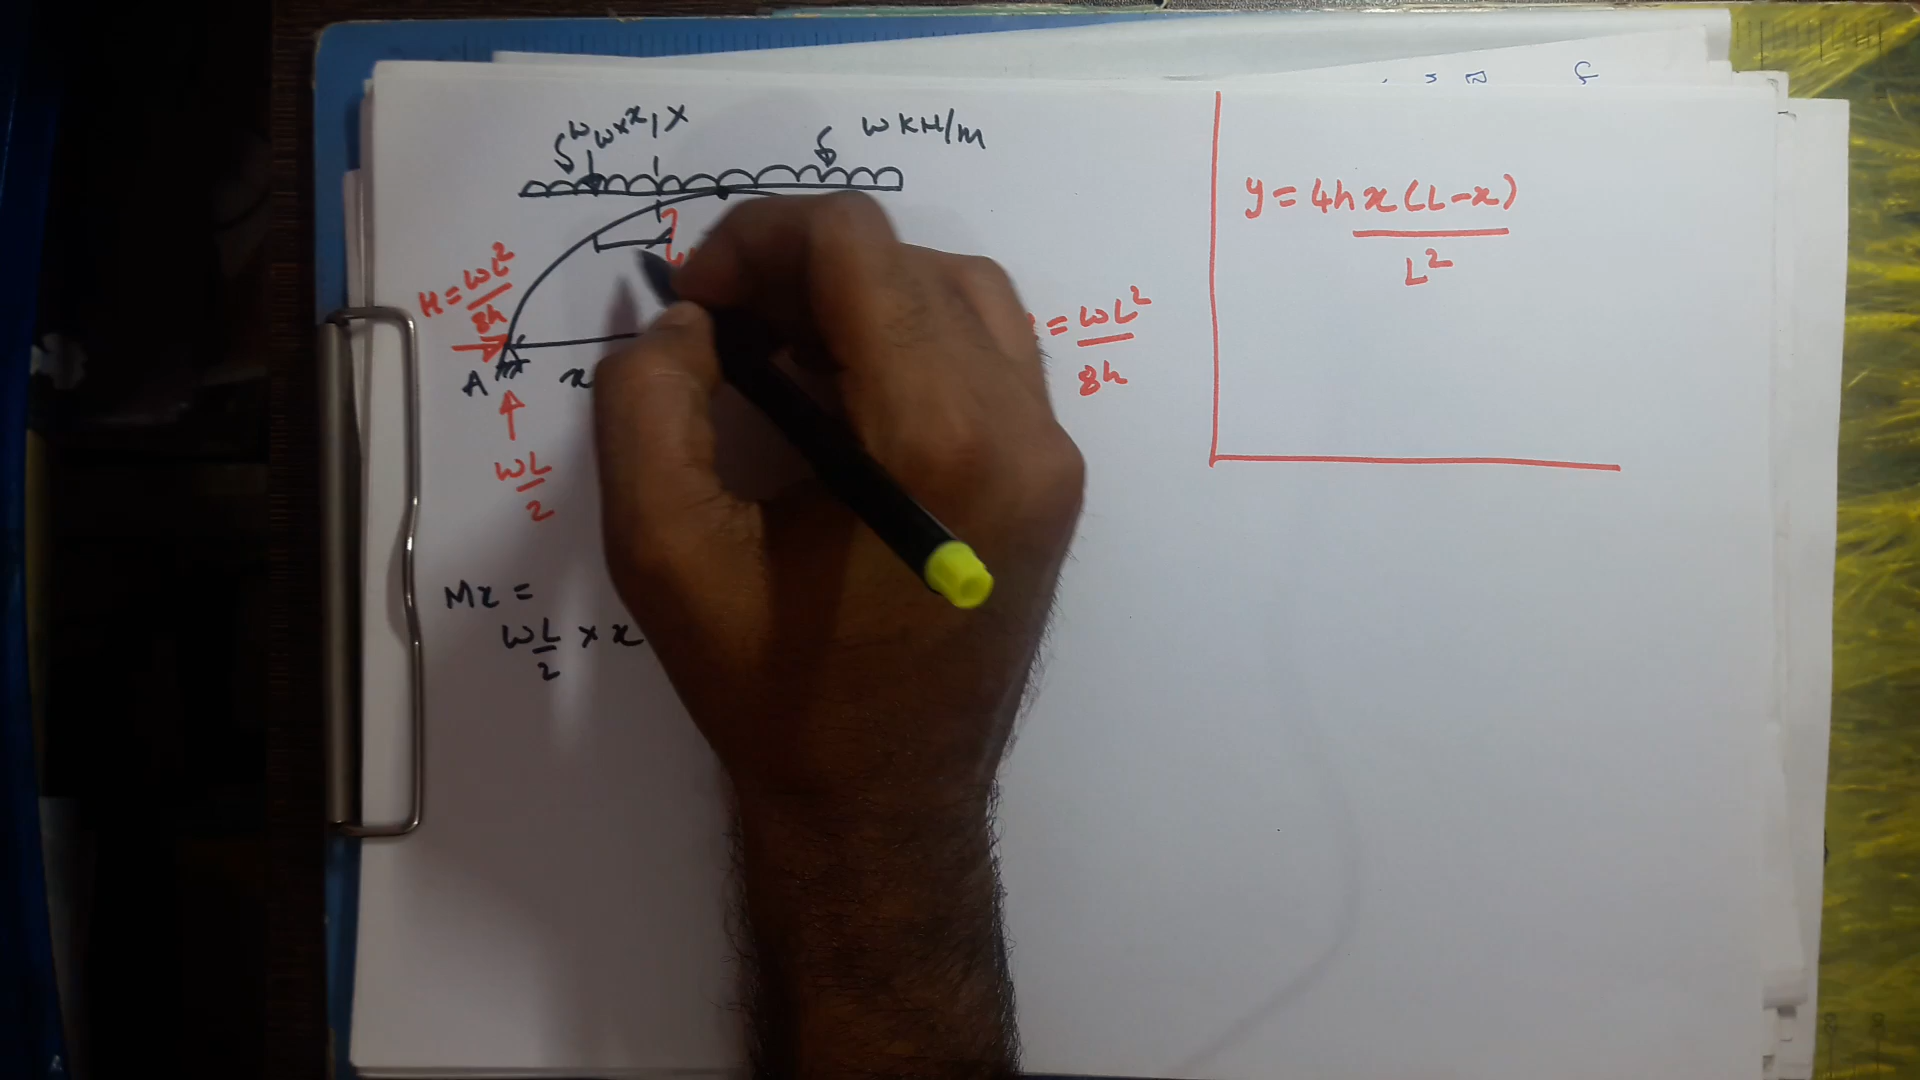 w
w×x
X
w KN/m
H = wL²
8h
A
x
wL
2
= wL²
8h
Mx =
wL × x
2
y = 4hx(L-x)
L²